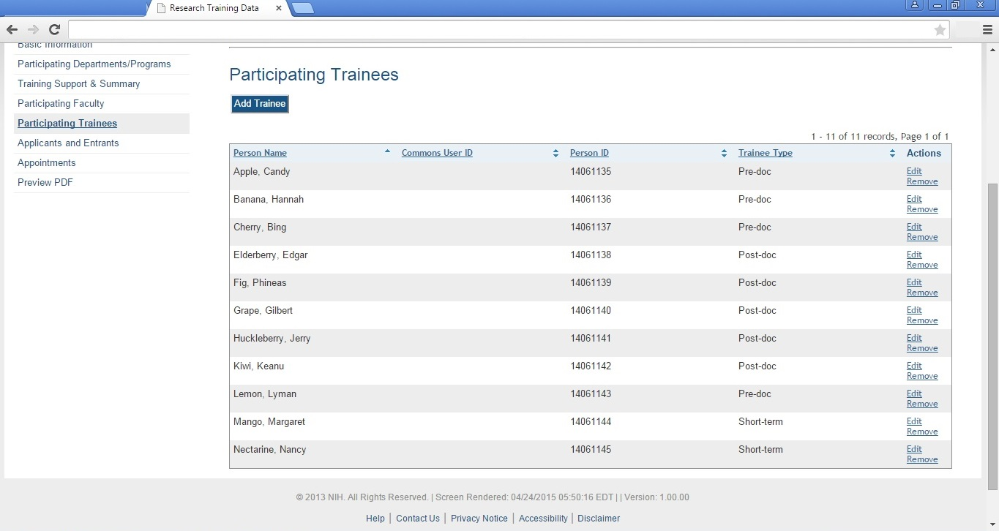 Research Training Data
Basic Information
Participating Departments/Programs
Training Support & Summary
Participating Faculty
Participating Trainees
Applicants and Entrants
Appointments
Preview PDF
Participating Trainees
Add Trainee
1 - 11 of 11 records, Page 1 of 1
Person Name Commons User ID Person ID Trainee Type Actions
Apple, Candy 14061135 Pre-doc Edit
Remove
Banana, Hannah 14061136 Pre-doc Edit
Remove
Cherry, Bing 14061137 Pre-doc Edit
Remove
Elderberry, Edgar 14061138 Post-doc Edit
Remove
Fig, Phineas 14061139 Post-doc Edit
Remove
Grape, Gilbert 14061140 Post-doc Edit
Remove
Huckleberry, Jerry 14061141 Post-doc Edit
Remove
Kiwi, Keanu 14061142 Post-doc Edit
Remove
Lemon, Lyman 14061143 Pre-doc Edit
Remove
Mango, Margaret 14061144 Short-term Edit
Remove
Nectarine, Nancy 14061145 Short-term Edit
Remove
© 2013 NIH. All Rights Reserved. | Screen Rendered: 04/24/2015 05:50:16 EDT | | Version: 1.00.00
Help | Contact Us | Privacy Notice | Accessibility | Disclaimer